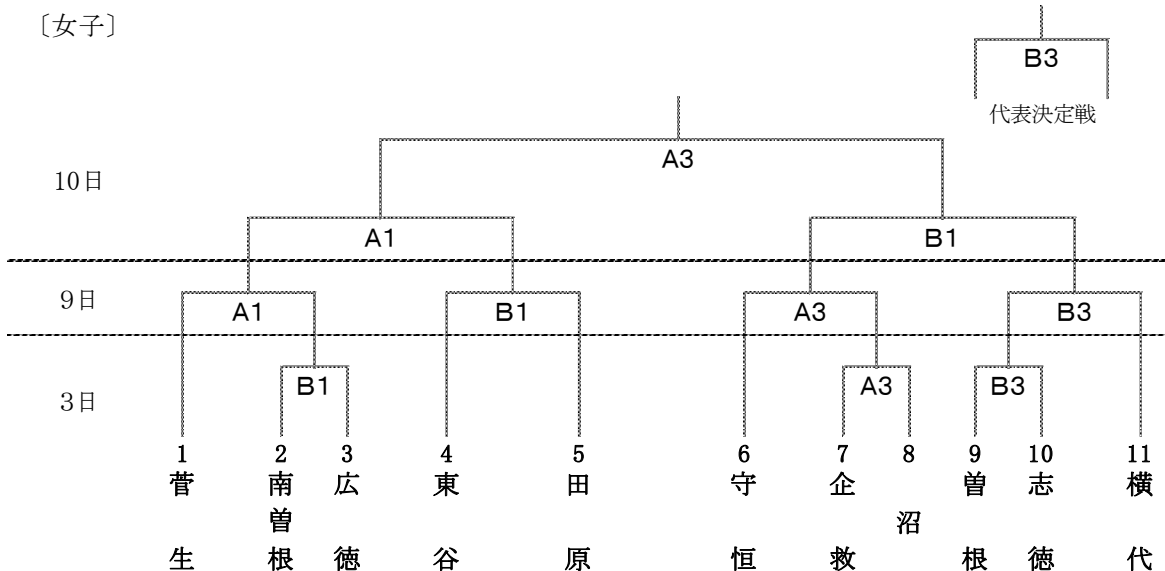 〔女子〕
B3
代表決定戦
A3
10日
A1
B1
9日
A1
B1
A3
B3
3日
B1
A3
B3
1
2
3
4
5
6
7
8
9
10
11
菅生
南曽根
広徳
東谷
田原
守恒
企救
沼
曽根
志徳
横代